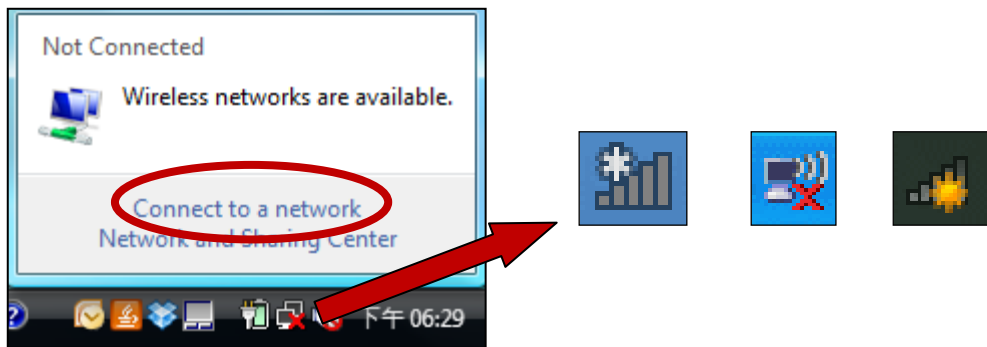 Not Connected
Wireless networks are available.
Connect to a network
Network and Sharing Center
下午 06:29